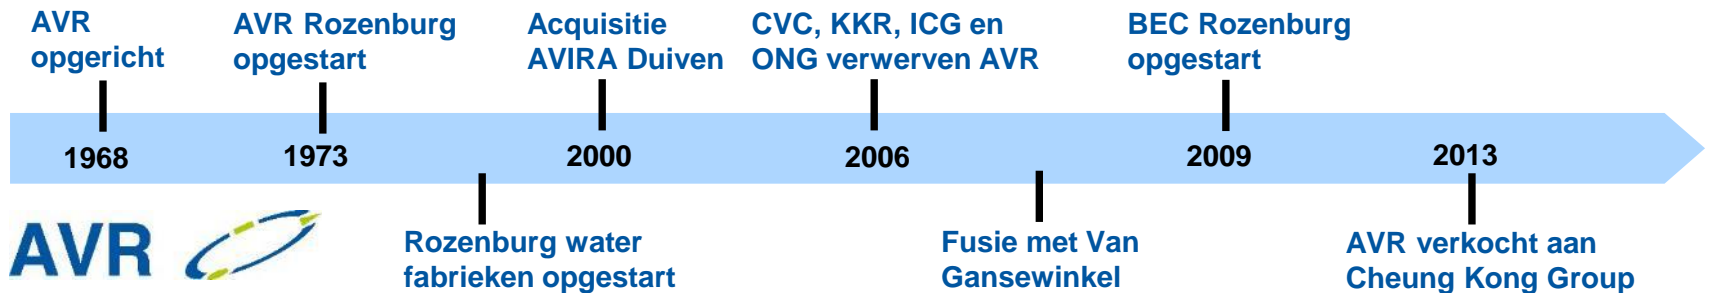 AVR
opgericht
AVR Rozenburg
opgestart
Acquisitie
AVIRA Duiven
CVC, KKR, ICG en
ONG verwerven AVR
BEC Rozenburg
opgestart
1968
1973
2000
2006
2009
2013
AVR
Rozenburg water
fabrieken opgestart
Fusie met Van
Gansewinkel
AVR verkocht aan
Cheung Kong Group